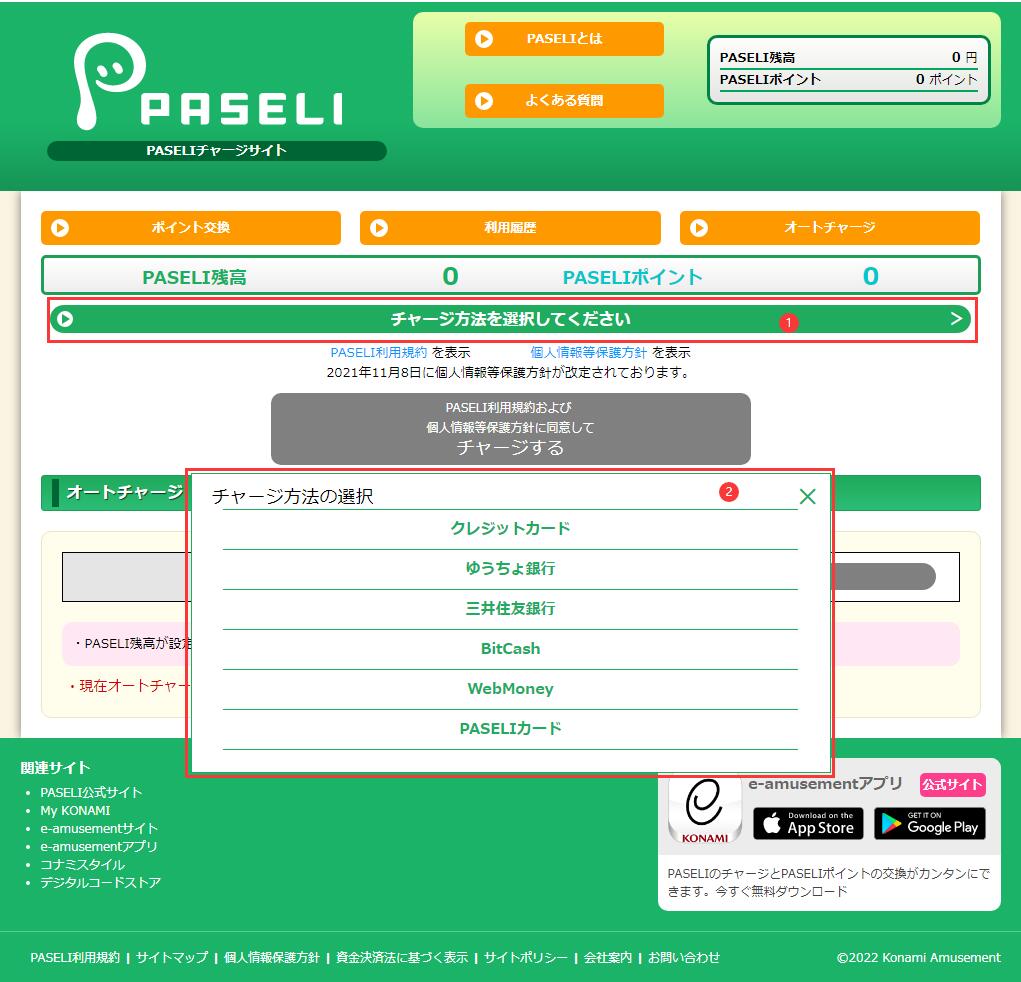 PASELI
PASELIチャージサイト
PASELIとは
よくある質問
PASELI残高 0 円
PASELIポイント 0 ポイント
ポイント交換 利用履歴 オートチャージ
PASELI残高 0 PASELIポイント 0
チャージ方法を選択してください 1
PASELI利用規約 を表示 個人情報等保護方針 を表示
2021年11月8日に個人情報等保護方針が改定されております。
PASELI利用規約および
個人情報等保護方針に同意して
チャージする
オートチャージ
チャージ方法の選択 2
クレジットカード
ゆうちょ銀行
三井住友銀行
BitCash
WebMoney
PASELIカード
・PASELI残高が設定
・現在オートチャー
関連サイト
• PASELI公式サイト
• My KONAMI
• e-amusementサイト
• e-amusementアプリ
• コナミスタイル
• デジタルコードストア
KONAMI
e-amusementアプリ 公式サイト
Download on the
App Store
GET IT ON
Google Play
PASELIのチャージとPASELIポイントの交換がカンタンにで
きます。今すぐ無料ダウンロード
PASELI利用規約 | サイトマップ | 個人情報保護方針 | 資金決済法に基づく表示 | サイトポリシー | 会社案内 | お問い合わせ
©2022 Konami Amusement